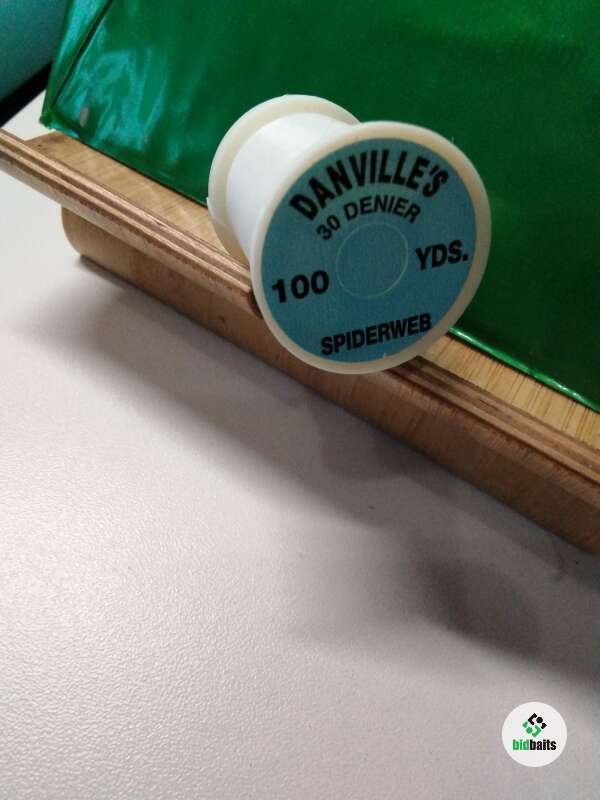 DANVILLE'S
30 DENIER
100 YDS.
SPIDERWEB
bidbaits